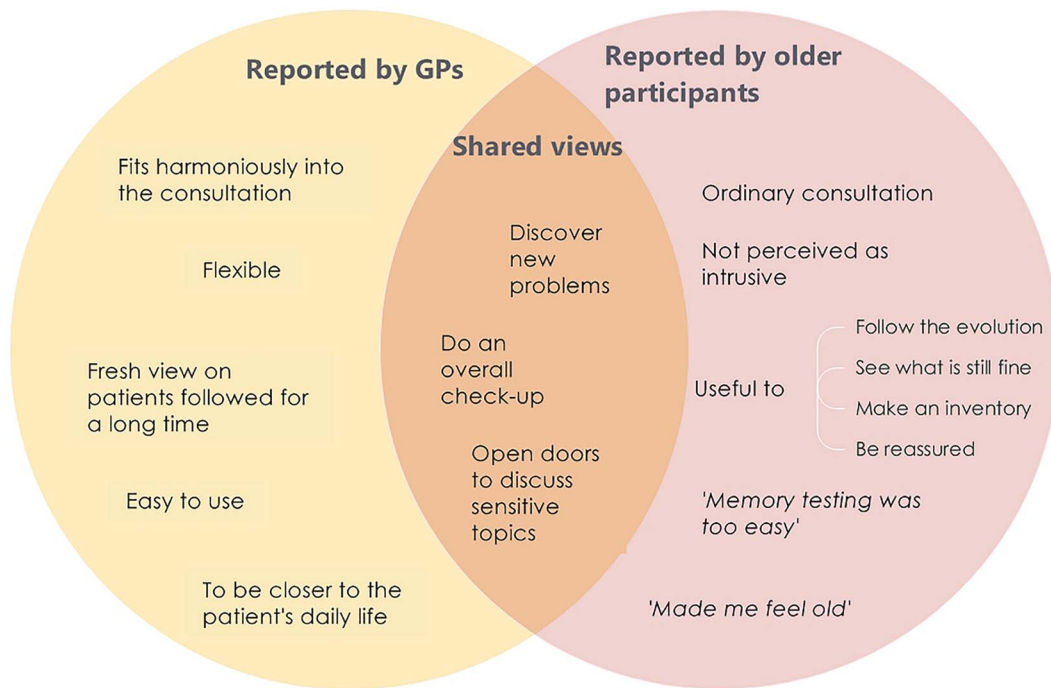 Reported by GPs
Fits harmoniously into
the consultation
Flexible
Fresh view on
patients followed for
a long time
Easy to use
To be closer to the
patient's daily life
Shared views
Discover
new
problems
Do an
overall
check-up
Open doors
to discuss
sensitive
topics
Reported by older
participants
Ordinary consultation
Not perceived as
intrusive
Useful to
Follow the evolution
See what is still fine
Make an inventory
Be reassured
'Memory testing was
too easy'
'Made me feel old'